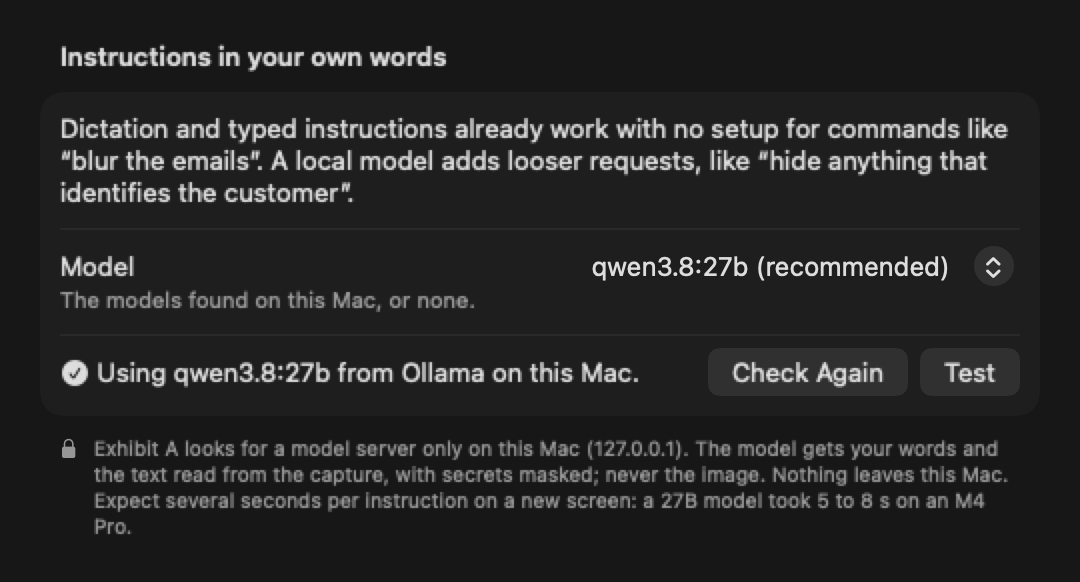 Instructions in your own words
Dictation and typed instructions already work with no setup for commands like
“blur the emails”. A local model adds looser requests, like “hide anything that
identifies the customer”.
Model
qwen3.8:27b (recommended)
The models found on this Mac, or none.
Using qwen3.8:27b from Ollama on this Mac.
Check Again
Test
Exhibit A looks for a model server only on this Mac (127.0.0.1). The model gets your words and
the text read from the capture, with secrets masked; never the image. Nothing leaves this Mac.
Expect several seconds per instruction on a new screen: a 27B model took 5 to 8 s on an M4
Pro.